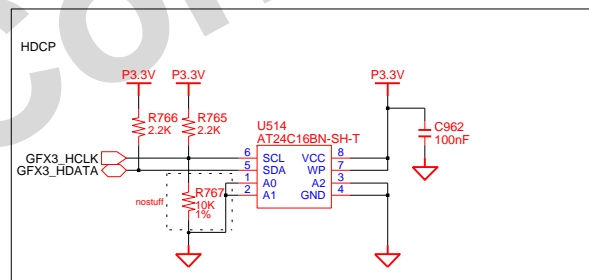 Con
HDCP
P3.3V P3.3V P3.3V
R766
2.2K
R765
2.2K
U514
AT24C16BN-SH-T
C962
100nF
GFX3_HCLK
GFX3_HDATA
6 SCL VCC 8
5 SDA WP 7
1 A0 A2 3
2 A1 GND 4
nostuff
R767
10K
1%